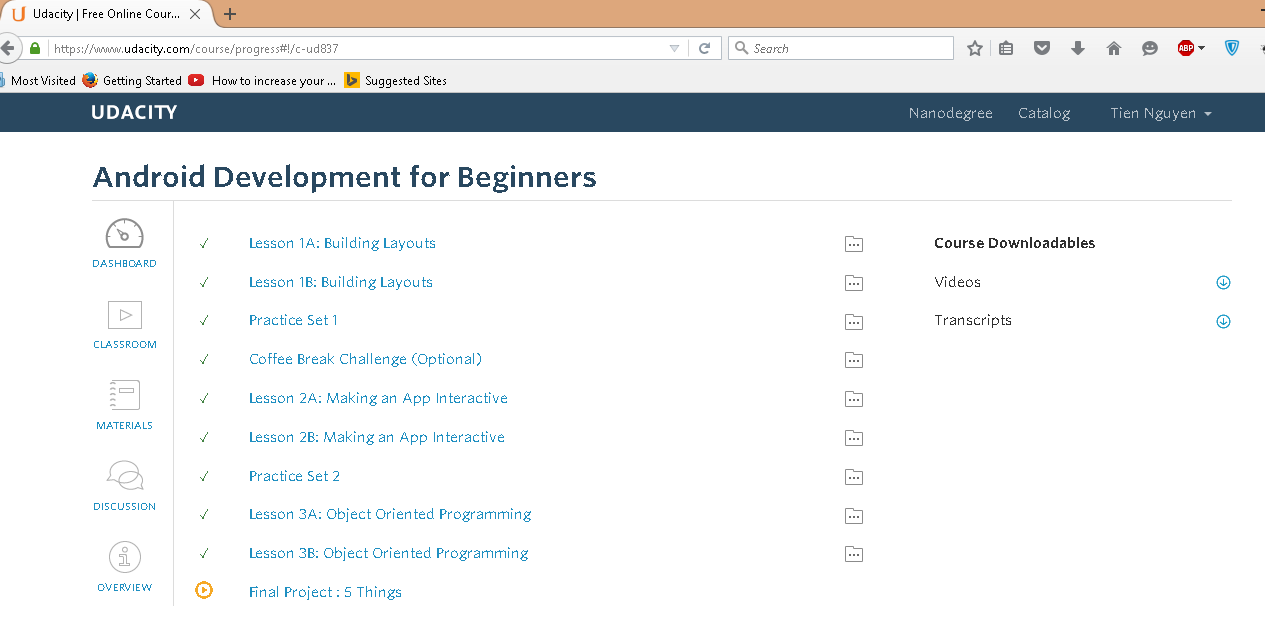 Udacity | Free Online Cour...
https://www.udacity.com/course/progress#!/c-ud837
Search
ABP
Most Visited
Getting Started
How to increase your ...
Suggested Sites
UDACITY
Nanodegree
Catalog
Tien Nguyen
Android Development for Beginners
DASHBOARD
CLASSROOM
MATERIALS
DISCUSSION
OVERVIEW
Lesson 1A: Building Layouts
Lesson 1B: Building Layouts
Practice Set 1
Coffee Break Challenge (Optional)
Lesson 2A: Making an App Interactive
Lesson 2B: Making an App Interactive
Practice Set 2
Lesson 3A: Object Oriented Programming
Lesson 3B: Object Oriented Programming
Final Project : 5 Things
Course Downloadables
Videos
Transcripts